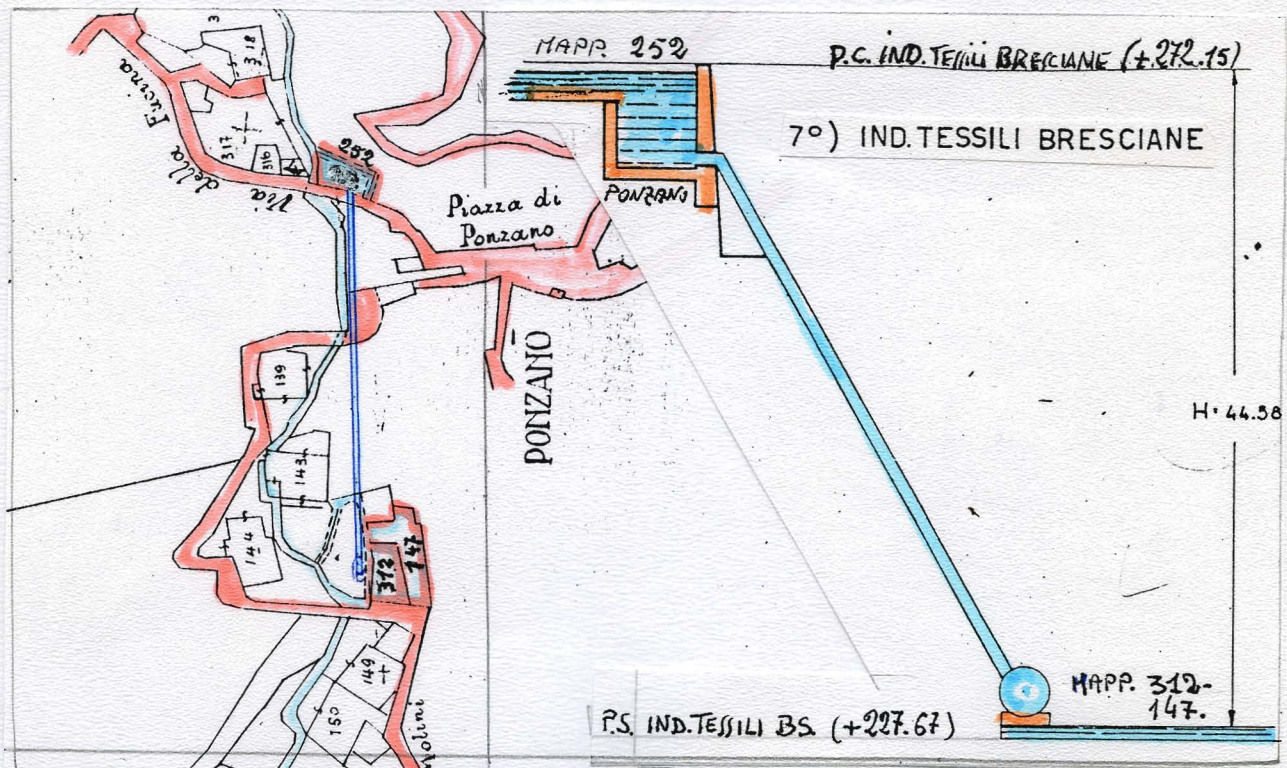 MAPP. 252
P.C. IND. TESSILI BRESCIANE (+.272.15)
7°) IND. TESSILI BRESCIANE
PONZANO
H. 44.58
MAPP. 312-
147.
P.S. IND. TESSILI BS. (+227.67)
318
317
316
252
Via della Fucina
Piazza di
Ponzano
PONZANO
139
143
144
312
147
149
150